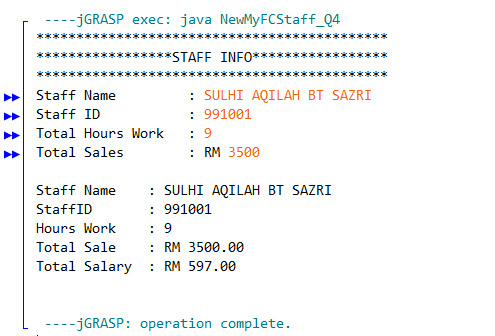 ----jGRASP exec: java NewMyFCStaff_Q4
********************************************
*****************STAFF INFO*****************
********************************************
Staff Name         : SULHI AQILAH BT SAZRI
Staff ID           : 991001
Total Hours Work   : 9
Total Sales        : RM 3500
Staff Name    : SULHI AQILAH BT SAZRI
StaffID       : 991001
Hours Work    : 9
Total Sale    : RM 3500.00
Total Salary  : RM 597.00
----jGRASP: operation complete.